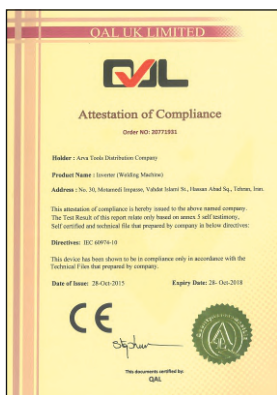 QAL UK LIMITED
QAL
Attestation of Compliance
Order NO: 20771931
Holder : Arva Tools Distribution Company
Product Name : Inverter (Welding Machine)
Address : No. 30, Motamedi Impasse, Vahdat Islami St., Hassan Abad Sq., Tehran, Iran.
This attestation of compliance is hereby issued to the above named company.
The Test Result of this report relate only based on annex 5 self testimony,
Self certified and technical file that prepared by company in below directives:
Directives: IEC 60974-10
This device has been shown to be in compliance only in accordance with the
Technical Files that prepared by company.
Date of Issue: 28-Oct-2015 Expiry Date: 28- Oct-2018
CE
This documents certified by:
QAL